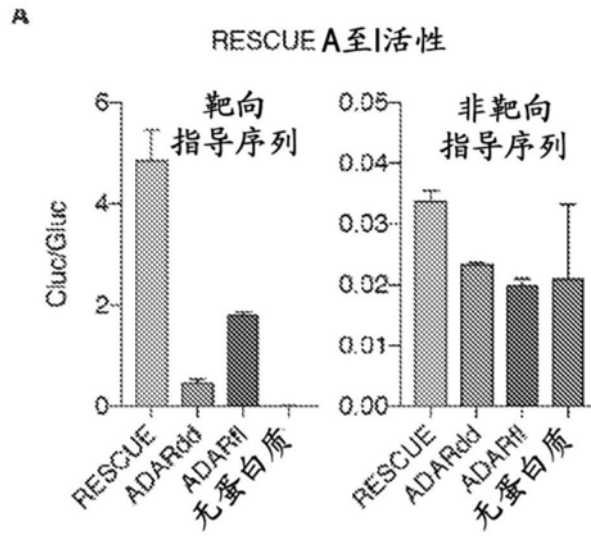 A
RESCUE A至I活性
靶向
指导序列
Cluc/Gluc
6
4
2
0
RESCUE
ADARdd
ADARfl
无蛋白质
非靶向
指导序列
0.05
0.04
0.03
0.02
0.01
0.00
RESCUE
ADARdd
ADARfl
无蛋白质